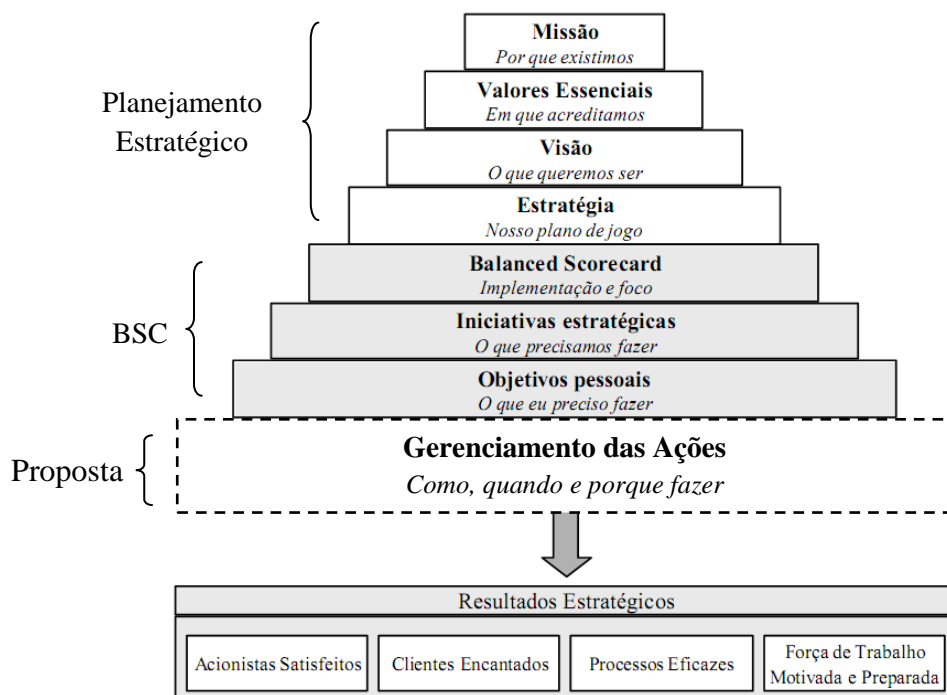 Missão
Por que existimos
Planejamento
Estratégico
Valores Essenciais
Em que acreditamos
Visão
O que queremos ser
Estratégia
Nosso plano de jogo
BSC
Balanced Scorecard
Implementação e foco
Iniciativas estratégicas
O que precisamos fazer
Objetivos pessoais
O que eu preciso fazer
Proposta
Gerenciamento das Ações
Como, quando e porque fazer
Resultados Estratégicos
Acionistas Satisfeitos
Clientes Encantados
Processos Eficazes
Força de Trabalho
Motivada e Preparada